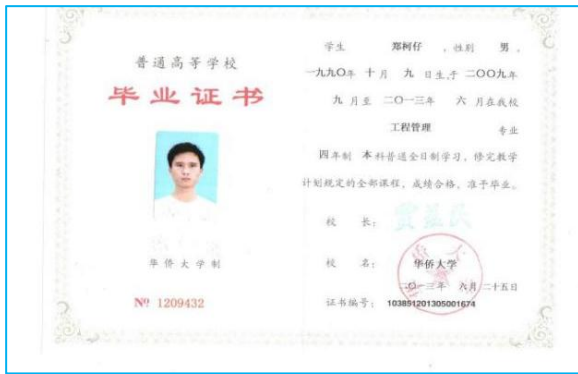 普通高等学校
毕业证书
华侨大学制
№ 1209432
学生 郑柯仔 ，性别 男 ，
一九九〇年 十 月 九 日生,于 二〇〇九年
九 月至 二〇一三年 六 月在我校
工程管理 专业
四年制 本 科普通全日制学习，修完教学
计划规定的全部课程，成绩合格，准予毕业。
校 长：
校 名： 华侨大学
二〇一三年 六月 二十五日
证书编号： 103851201305001674